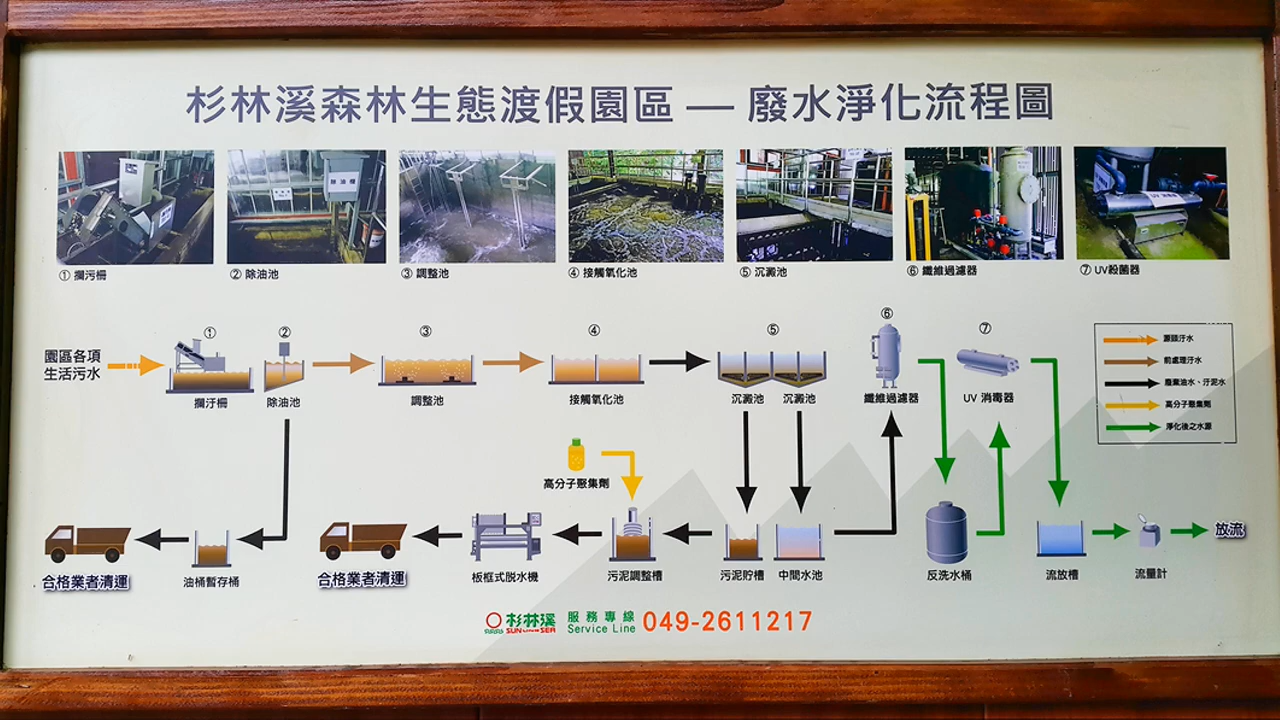 杉林溪森林生態渡假園區 — 廢水淨化流程圖
除油槽
① 攔污柵
② 除油池
③ 調整池
④ 接觸氧化池
⑤ 沉澱池
⑥ 纖維過濾器
⑦ UV殺菌器
園區各項
生活污水
①
②
③
④
⑤
⑥
⑦
攔汙柵
除油池
調整池
接觸氧化池
沉澱池
沉澱池
纖維過濾器
UV 消毒器
源頭汙水
前處理汙水
廢棄油水、汙泥水
高分子聚集劑
淨化後之水源
高分子聚集劑
合格業者清運
油桶暫存桶
合格業者清運
板框式脫水機
污泥調整槽
污泥貯槽
中間水池
反洗水桶
流放槽
流量計
放流
杉林溪
SUN LINK SEA
服務專線
Service Line
049-2611217